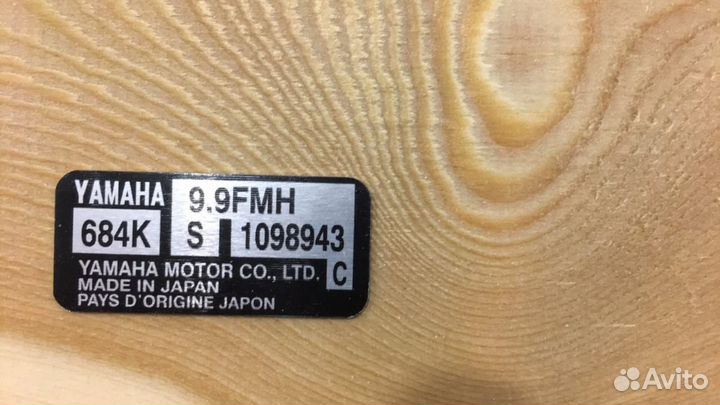 YAMAHA 9.9FMH
684K S 1098943
YAMAHA MOTOR CO., LTD. C
MADE IN JAPAN
PAYS D'ORIGINE JAPON
Avito